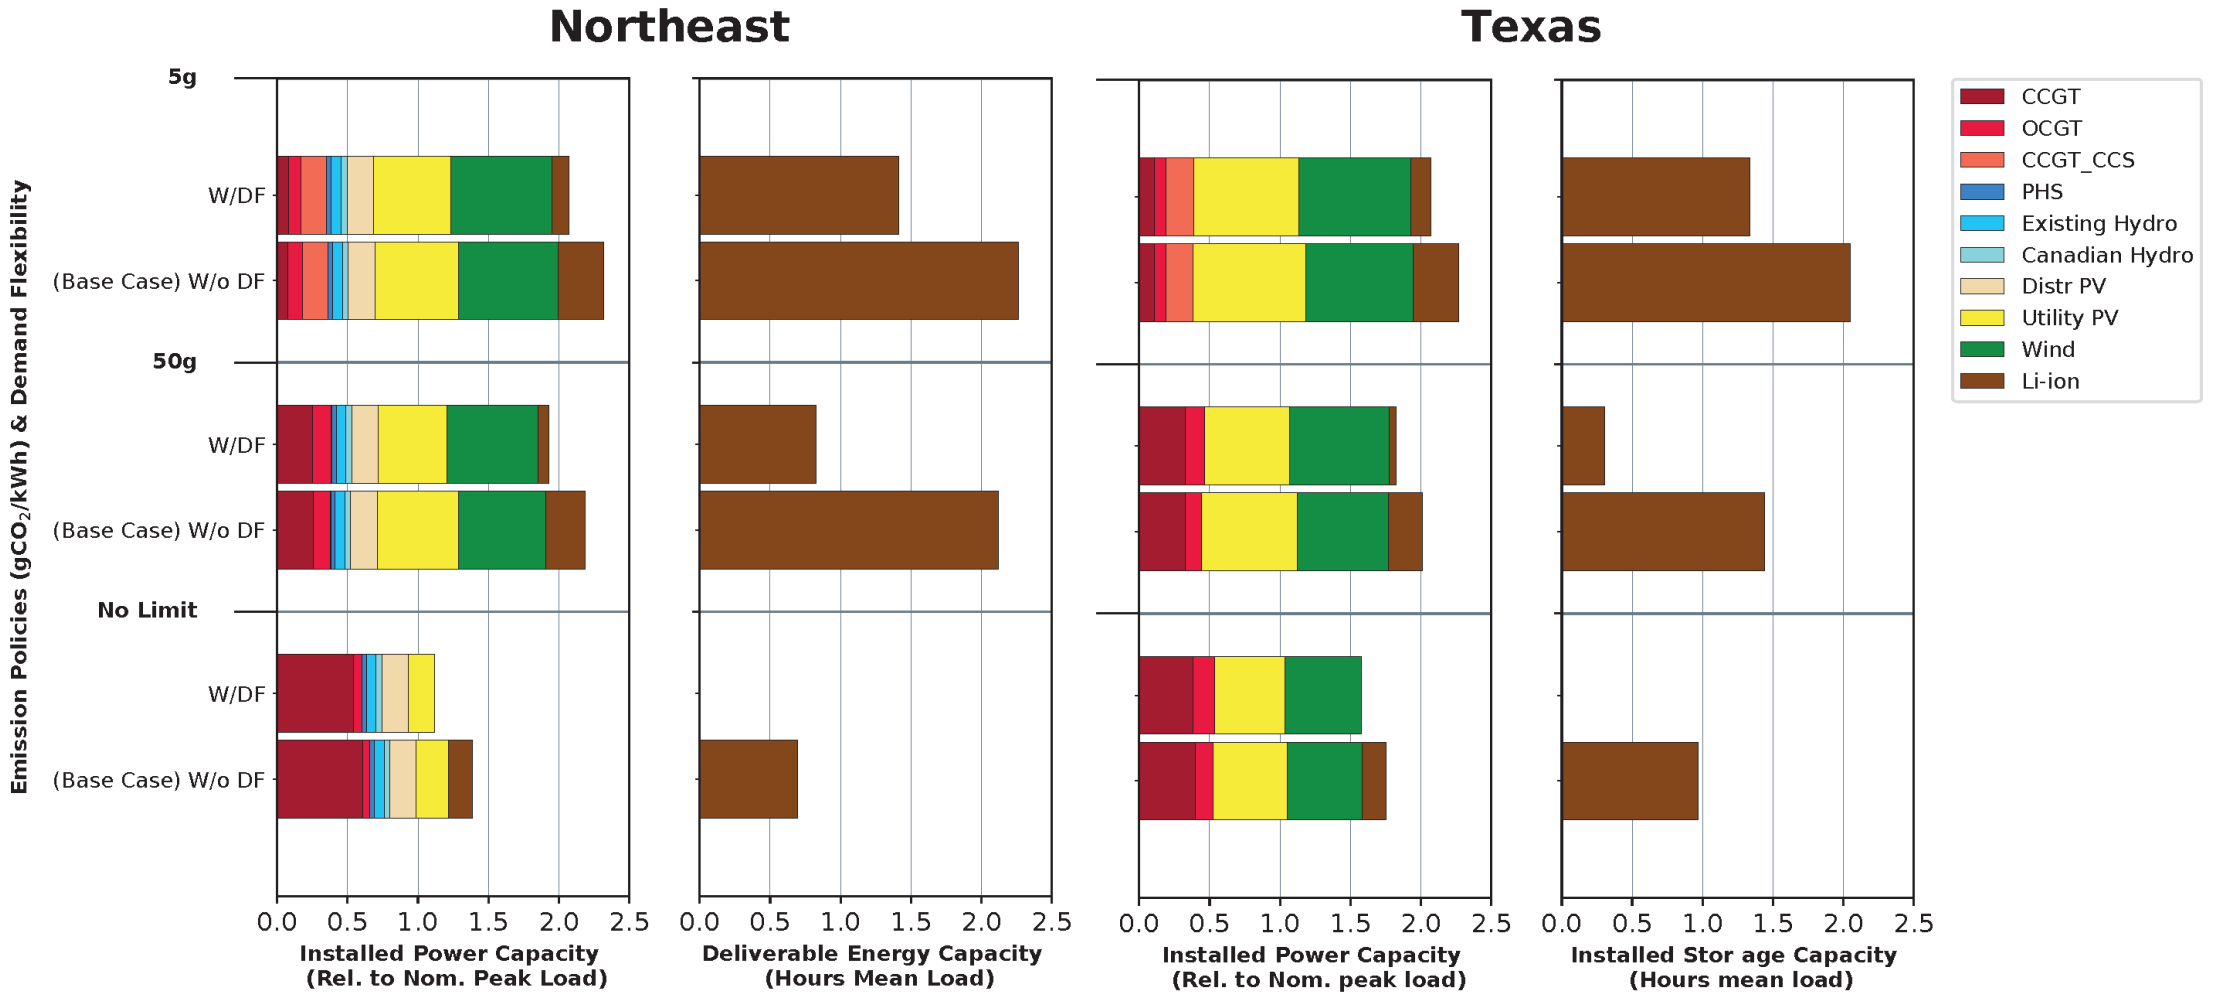 Northeast
Texas
Emission Policies (gCO₂/kWh) & Demand Flexibility
5g
W/DF
(Base Case) W/o DF
50g
W/DF
(Base Case) W/o DF
No Limit
W/DF
(Base Case) W/o DF
0.0 0.5 1.0 1.5 2.0 2.5
Installed Power Capacity
(Rel. to Nom. Peak Load)
0.0 0.5 1.0 1.5 2.0 2.5
Deliverable Energy Capacity
(Hours Mean Load)
0.0 0.5 1.0 1.5 2.0 2.5
Installed Power Capacity
(Rel. to Nom. peak load)
0.0 0.5 1.0 1.5 2.0 2.5
Installed Stor age Capacity
(Hours mean load)
CCGT
OCGT
CCGT_CCS
PHS
Existing Hydro
Canadian Hydro
Distr PV
Utility PV
Wind
Li-ion